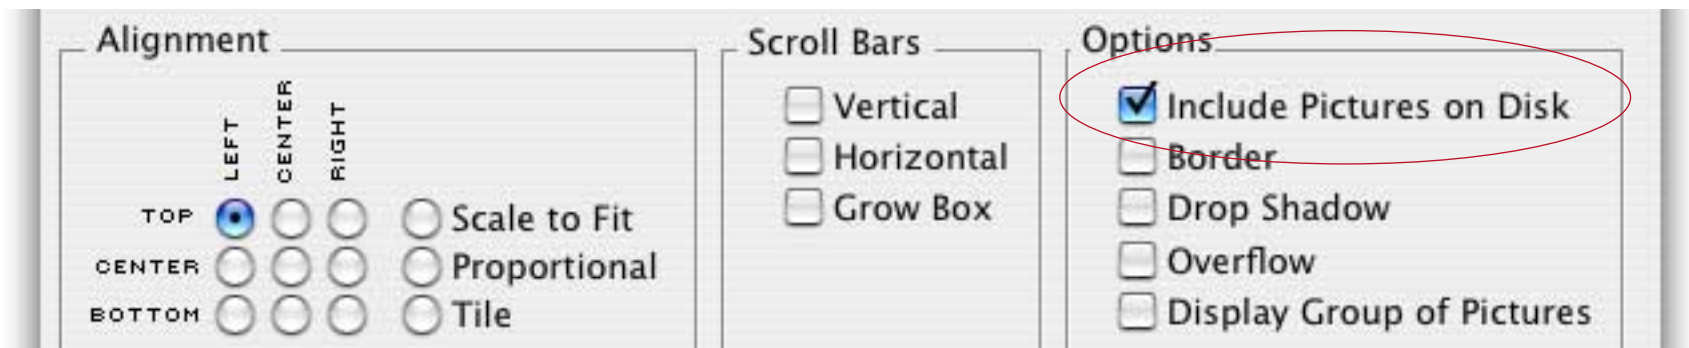 Alignment
LEFT
CENTER
RIGHT
TOP
CENTER
BOTTOM
Scale to Fit
Proportional
Tile
Scroll Bars
Vertical
Horizontal
Grow Box
Options
Include Pictures on Disk
Border
Drop Shadow
Overflow
Display Group of Pictures